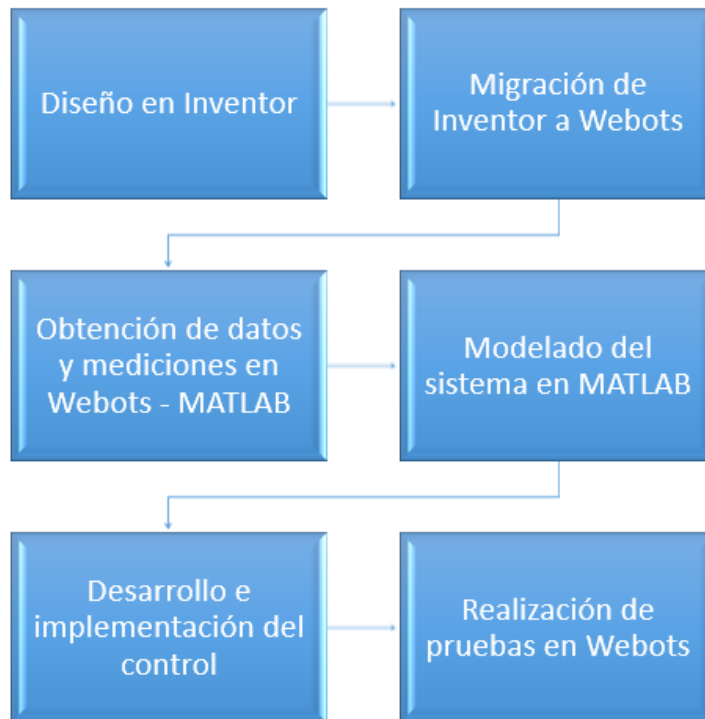 Diseño en Inventor
Migración de
Inventor a Webots
Obtención de datos
y mediciones en
Webots - MATLAB
Modelado del
sistema en MATLAB
Desarrollo e
implementación del
control
Realización de
pruebas en Webots